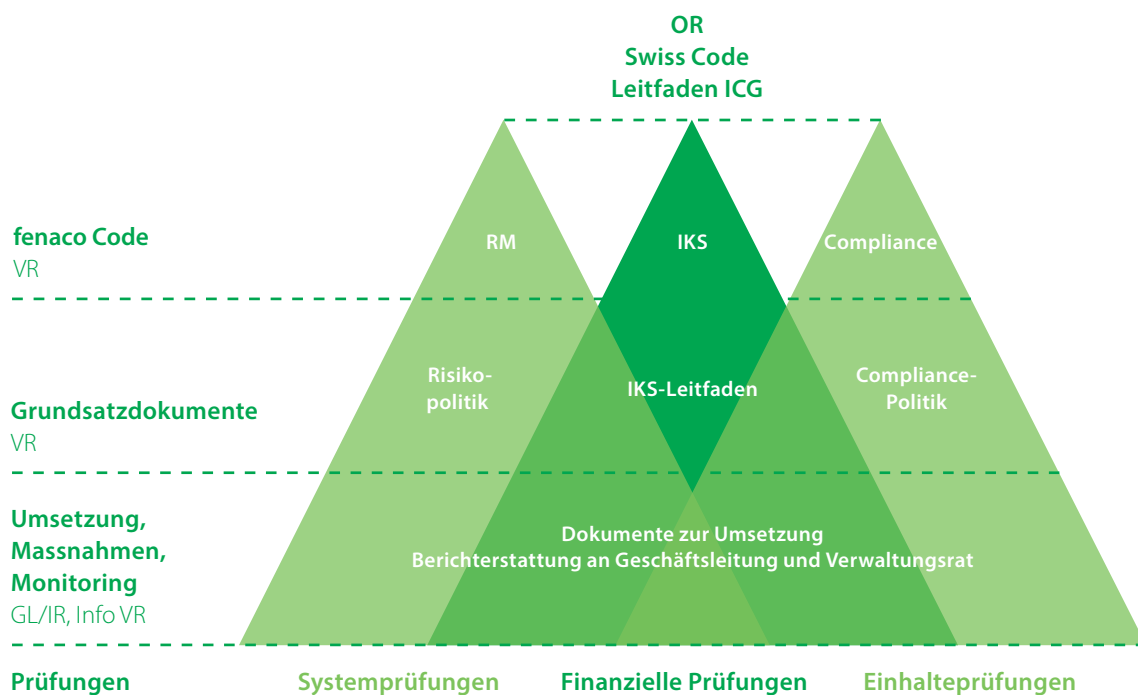 OR
Swiss Code
Leitfaden ICG
fenaco Code
VR
RM
IKS
Compliance
Grundsatzdokumente
VR
Risiko-
politik
IKS-Leitfaden
Compliance-
Politik
Umsetzung,
Massnahmen,
Monitoring
GL/IR, Info VR
Dokumente zur Umsetzung
Berichterstattung an Geschäftsleitung und Verwaltungsrat
Prüfungen
Systemprüfungen
Finanzielle Prüfungen
Einhalteprüfungen